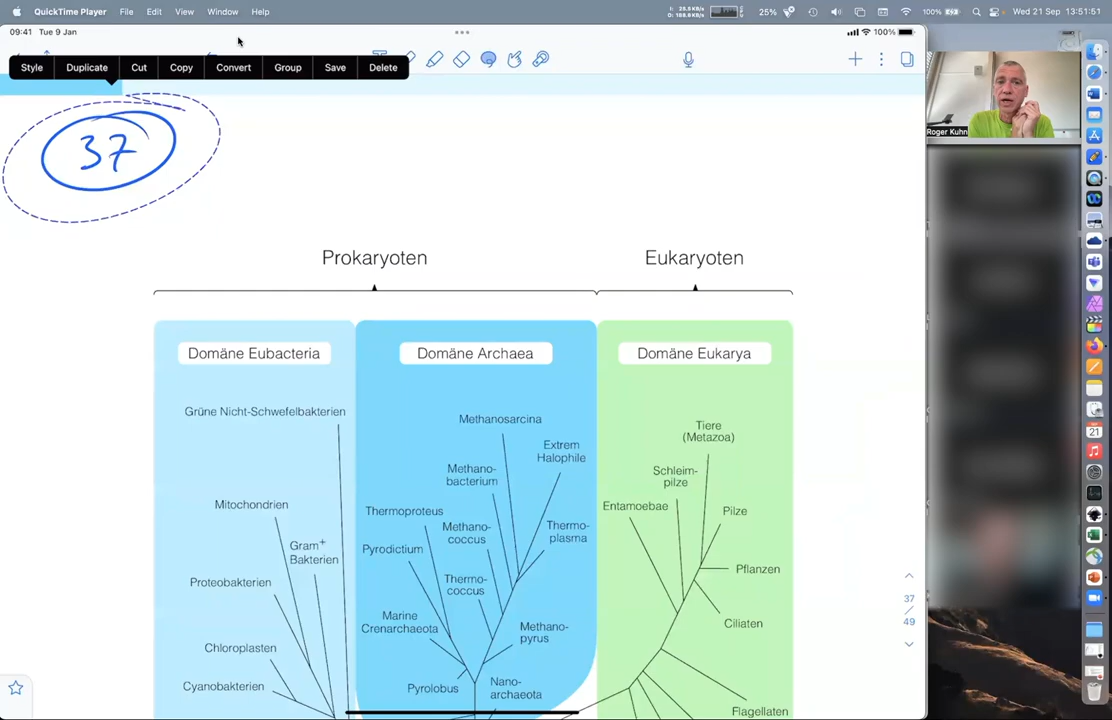 QuickTime Player File Edit View Window Help
25% 100% Wed 21 Sep 13:51:51
09:41 Tue 9 Jan
100%
Style Duplicate Cut Copy Convert Group Save Delete
Roger Kuhn
37
Prokaryoten Eukaryoten
Domäne Eubacteria Domäne Archaea Domäne Eukarya
Grüne Nicht-Schwefelbakterien
Mitochondrien
Gram+
Bakterien
Proteobakterien
Chloroplasten
Cyanobakterien
Methanosarcina
Extrem
Halophile
Methano-
bacterium
Thermoproteus
Methano-
coccus
Thermo-
plasma
Pyrodictium
Thermo-
coccus
Marine
Crenarchaeota
Methano-
pyrus
Pyrolobus
Nano-
archaeota
Tiere
(Metazoa)
Schleim-
pilze
Entamoebae
Pilze
Pflanzen
Ciliaten
Flagellaten
37
/
49
21